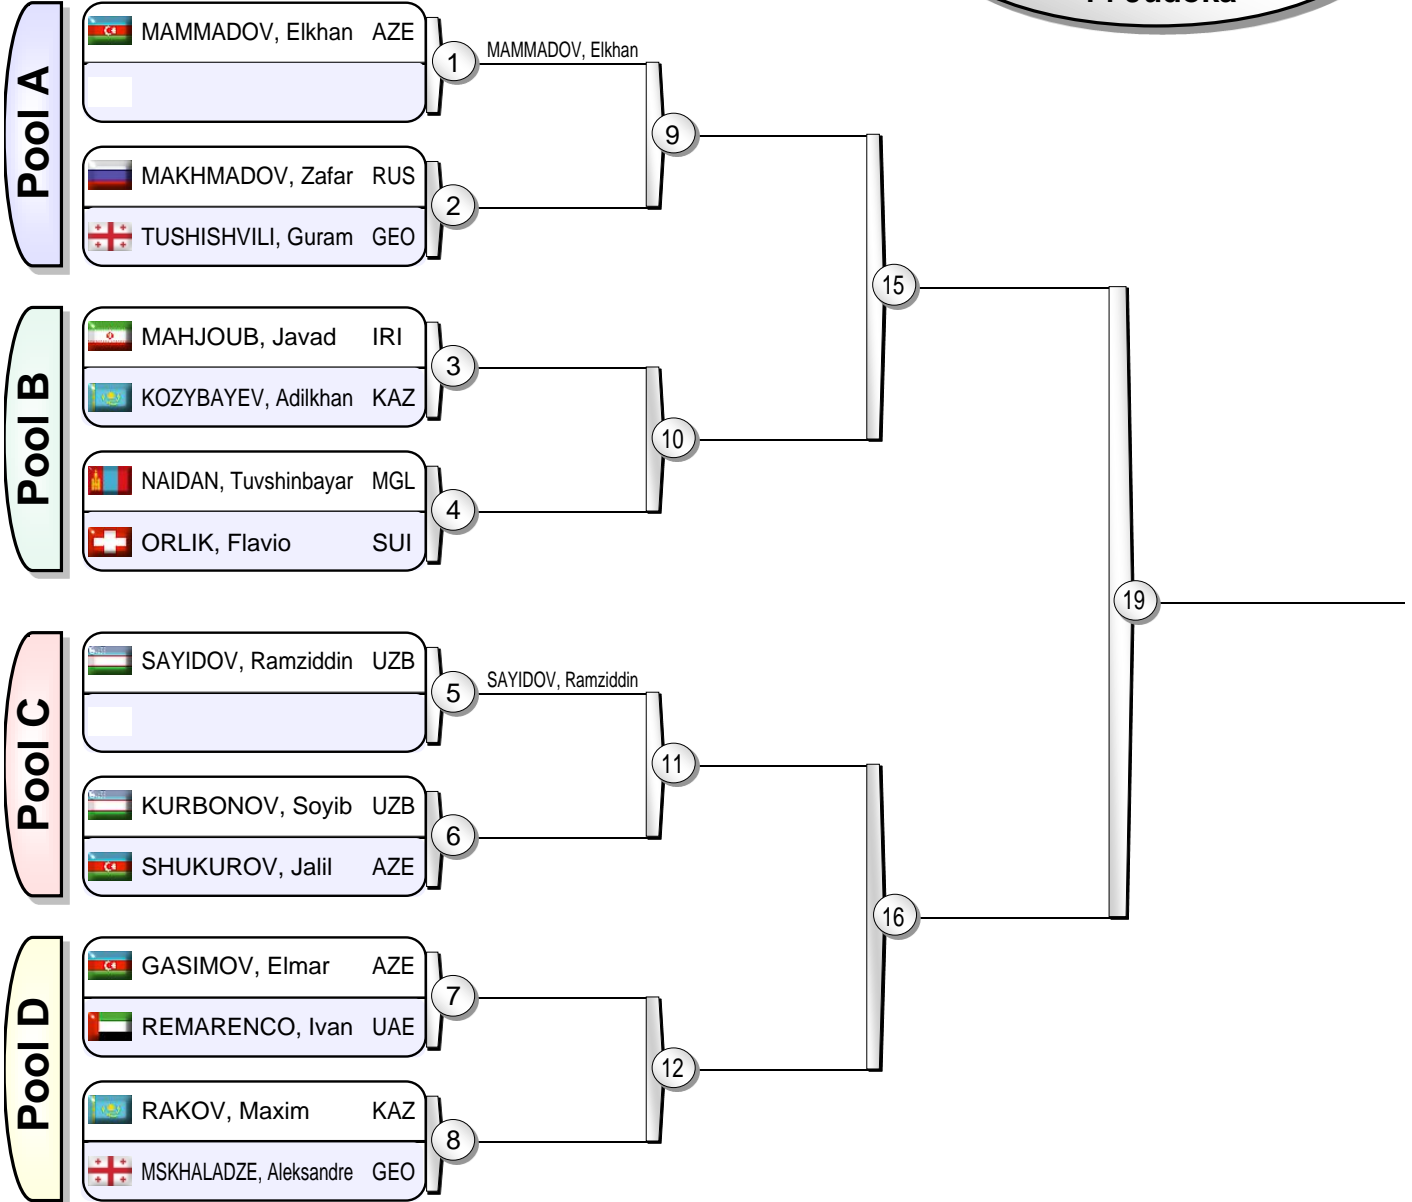 Pool A
MAMMADOV, Elkhan AZE
1
MAMMADOV, Elkhan
9
MAKHMADOV, Zafar RUS
2
TUSHISHVILI, Guram GEO
15
Pool B
MAHJOUB, Javad IRI
3
KOZYBAYEV, Adilkhan KAZ
10
NAIDAN, Tuvshinbayar MGL
4
ORLIK, Flavio SUI
19
Pool C
SAYIDOV, Ramziddin UZB
5
SAYIDOV, Ramziddin
11
KURBONOV, Soyib UZB
6
SHUKUROV, Jalil AZE
16
Pool D
GASIMOV, Elmar AZE
7
REMARENCO, Ivan UAE
12
RAKOV, Maxim KAZ
8
MSKHALADZE, Aleksandre GEO